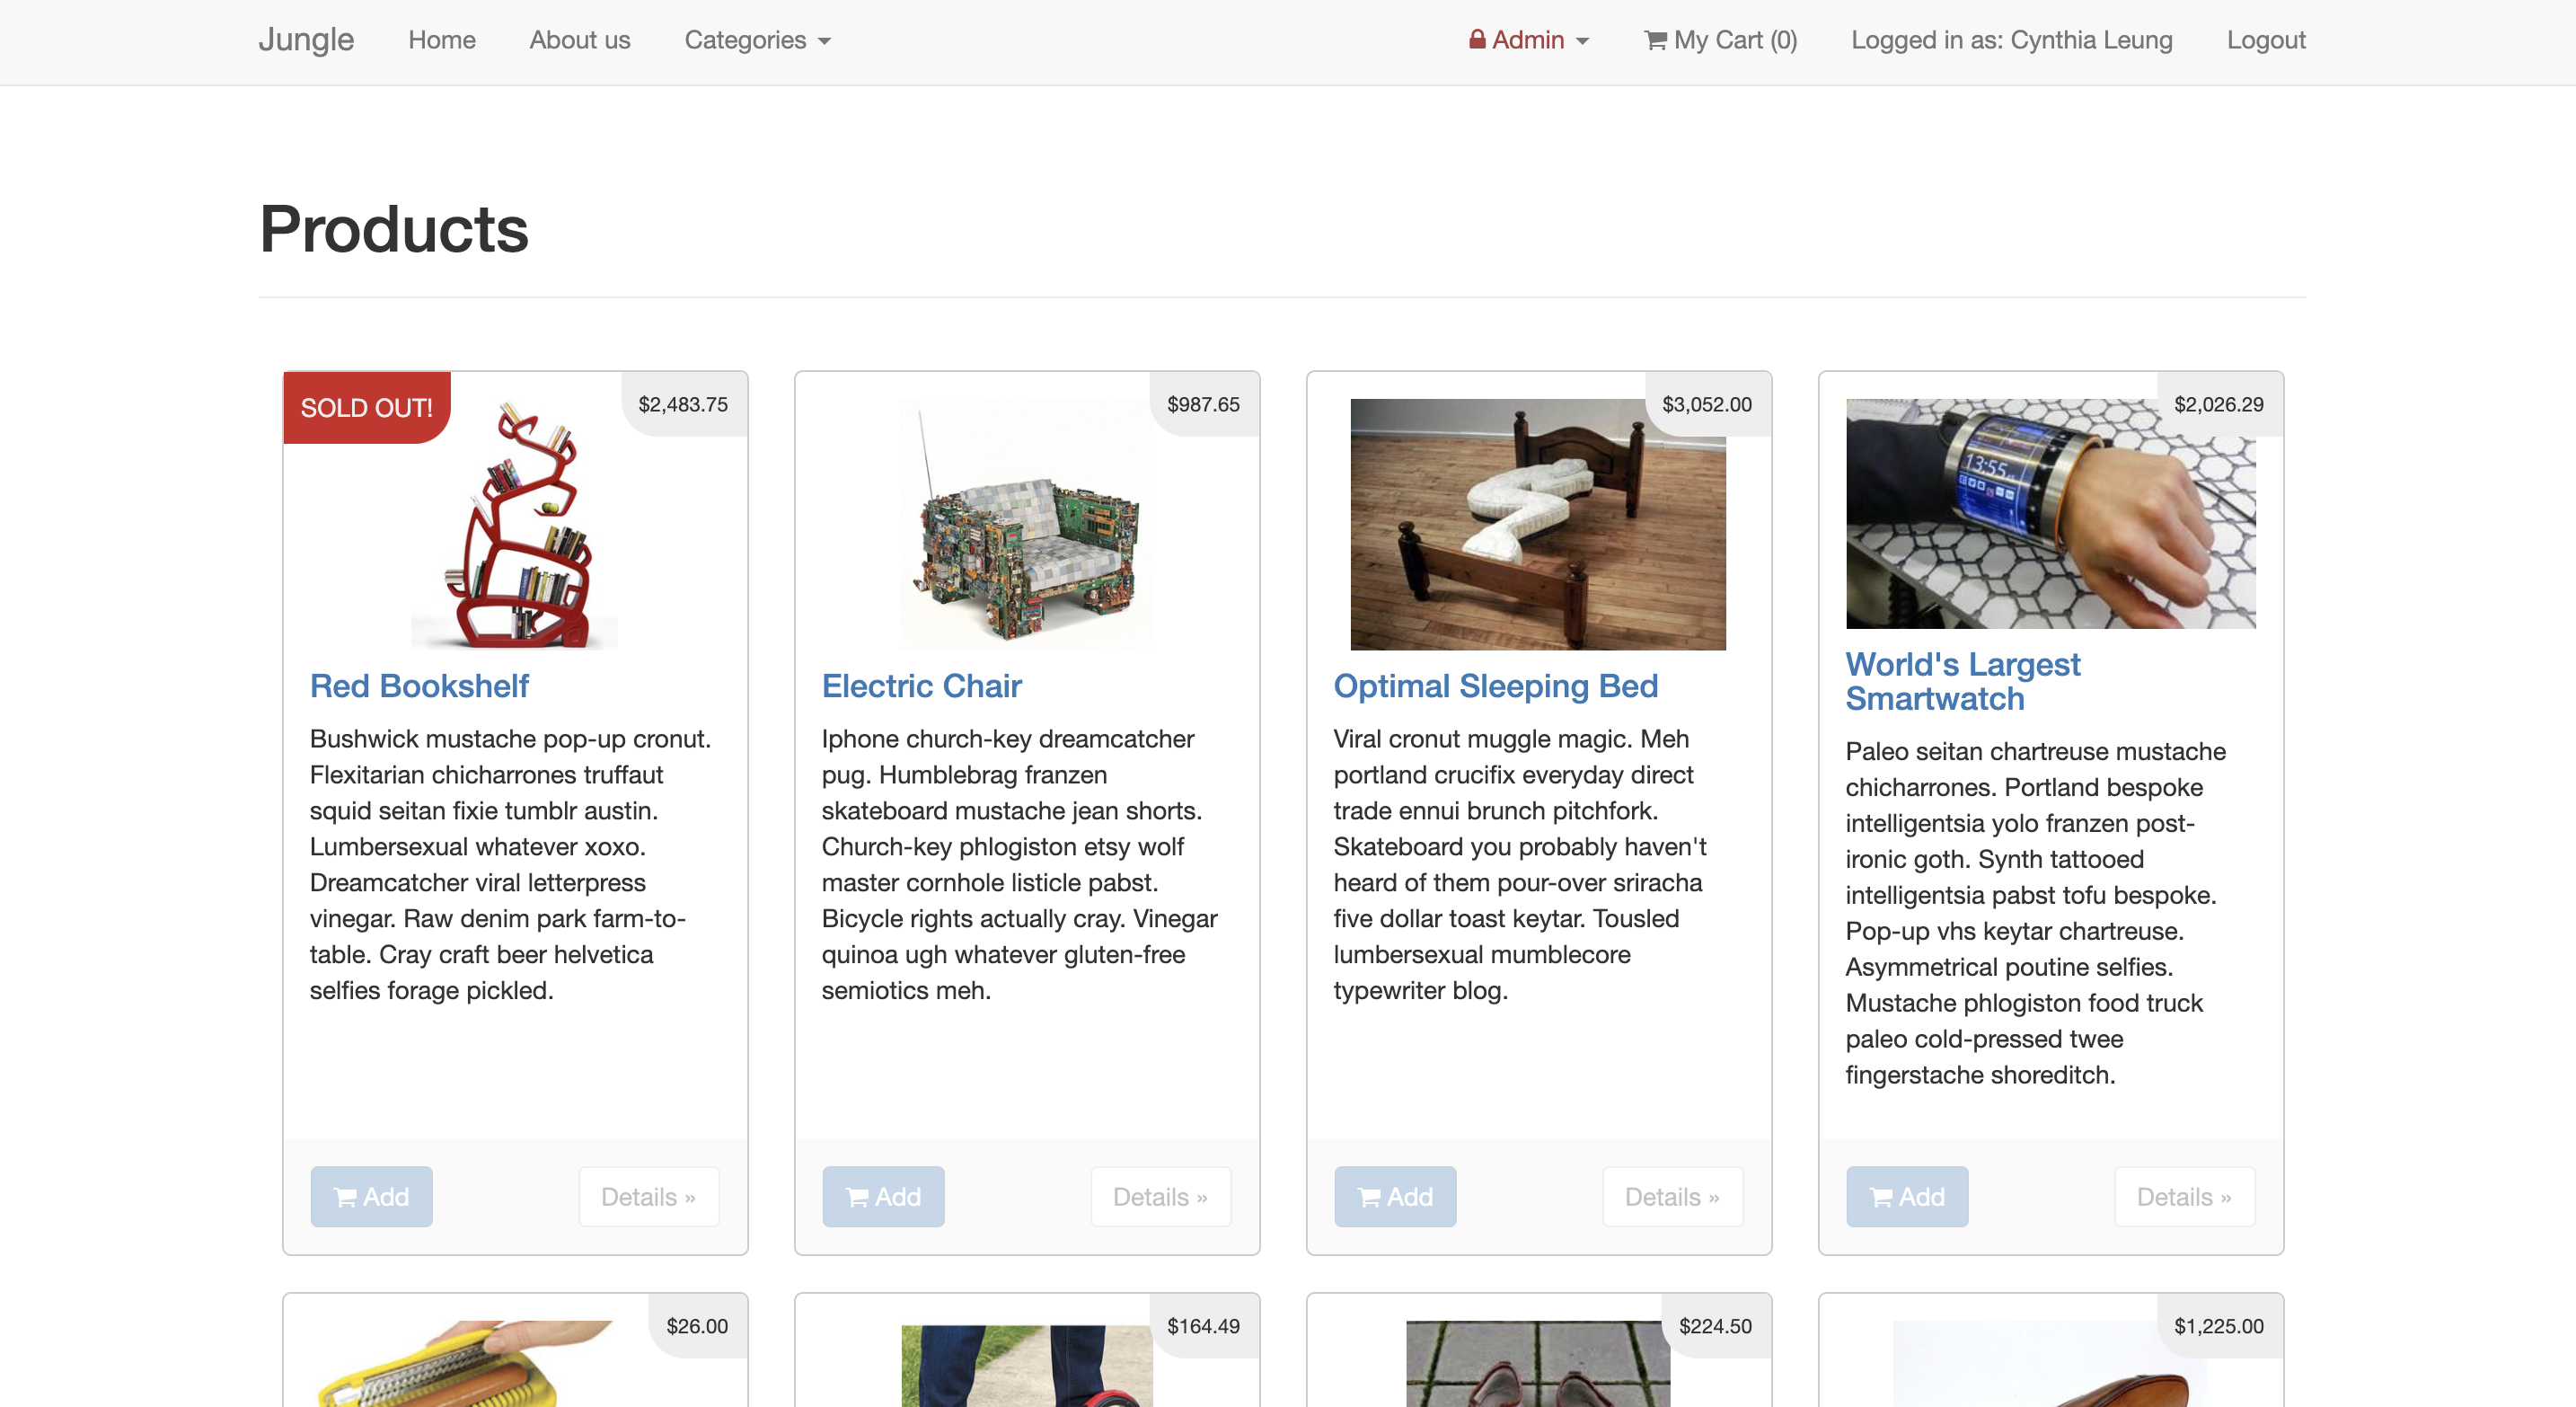 Jungle Home About us Categories Admin My Cart (0) Logged in as: Cynthia Leung Logout
Products
SOLD OUT!
$2,483.75
Red Bookshelf
Bushwick mustache pop-up cronut.
Flexitarian chicharrones truffaut
squid seitan fixie tumblr austin.
Lumbersexual whatever xoxo.
Dreamcatcher viral letterpress
vinegar. Raw denim park farm-to-
table. Cray craft beer helvetica
selfies forage pickled.
Add
Details »
$987.65
Electric Chair
Iphone church-key dreamcatcher
pug. Humblebrag franzen
skateboard mustache jean shorts.
Church-key phlogiston etsy wolf
master cornhole listicle pabst.
Bicycle rights actually cray. Vinegar
quinoa ugh whatever gluten-free
semiotics meh.
Add
Details »
$3,052.00
Optimal Sleeping Bed
Viral cronut muggle magic. Meh
portland crucifix everyday direct
trade ennui brunch pitchfork.
Skateboard you probably haven't
heard of them pour-over sriracha
five dollar toast keytar. Tousled
lumbersexual mumblecore
typewriter blog.
Add
Details »
$2,026.29
13:55
World's Largest
Smartwatch
Paleo seitan chartreuse mustache
chicharrones. Portland bespoke
intelligentsia yolo franzen post-
ironic goth. Synth tattooed
intelligentsia pabst tofu bespoke.
Pop-up vhs keytar chartreuse.
Asymmetrical poutine selfies.
Mustache phlogiston food truck
paleo cold-pressed twee
fingerstache shoreditch.
Add
Details »
$26.00
$164.49
$224.50
$1,225.00